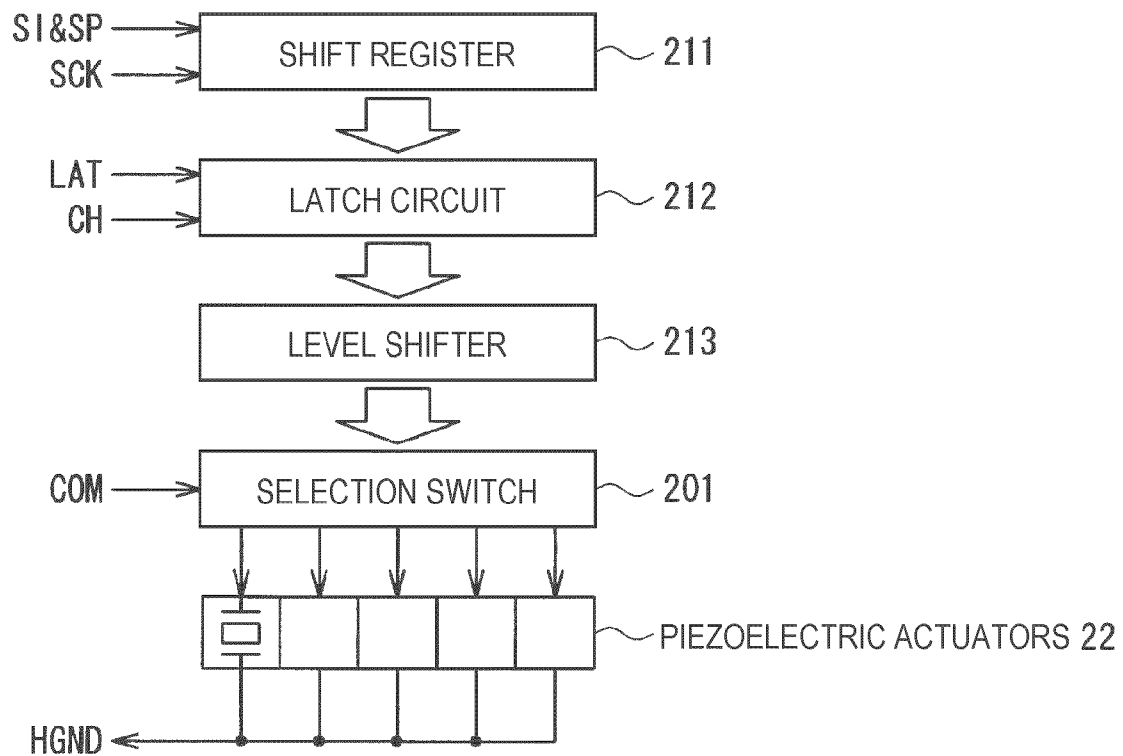 SI&SP
SHIFT REGISTER
211
SCK
LAT
LATCH CIRCUIT
212
CH
LEVEL SHIFTER
213
COM
SELECTION SWITCH
201
PIEZOELECTRIC ACTUATORS 22
HGND